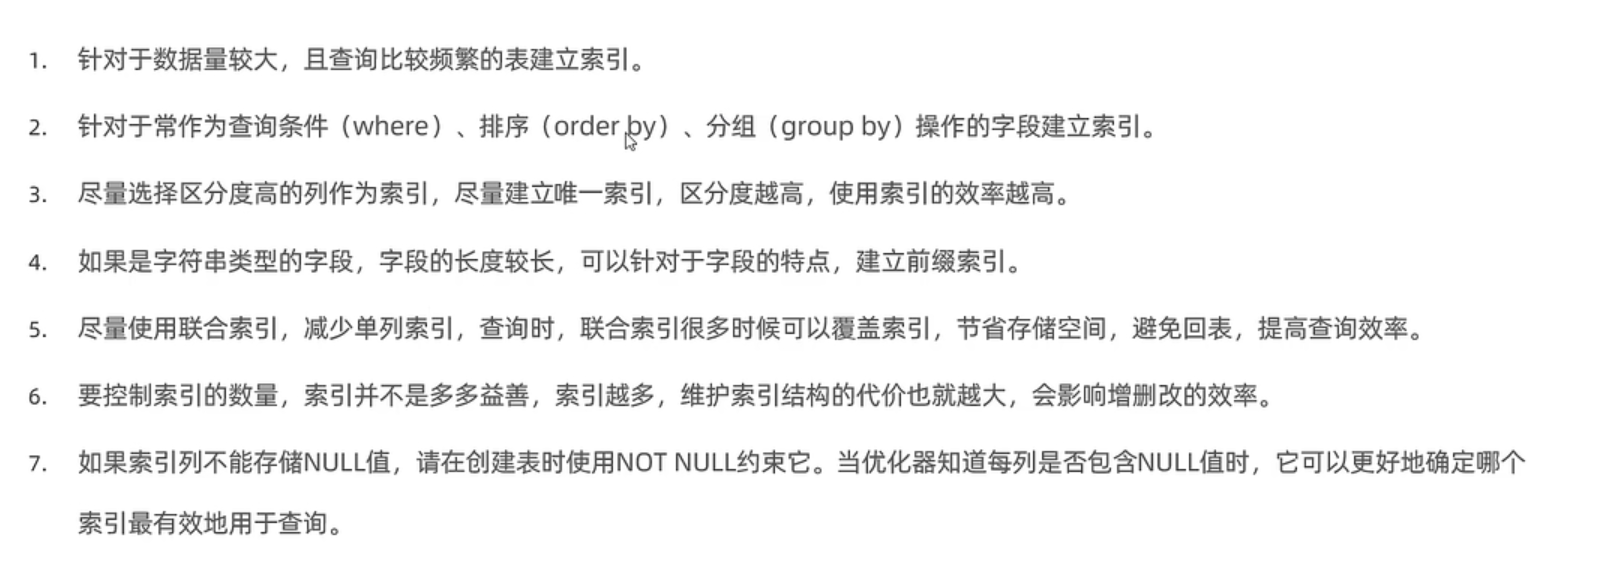 1. 针对于数据量较大，且查询比较频繁的表建立索引。
2. 针对于常作为查询条件（where）、排序（order by）、分组（group by）操作的字段建立索引。
3. 尽量选择区分度高的列作为索引，尽量建立唯一索引，区分度越高，使用索引的效率越高。
4. 如果是字符串类型的字段，字段的长度较长，可以针对于字段的特点，建立前缀索引。
5. 尽量使用联合索引，减少单列索引，查询时，联合索引很多时候可以覆盖索引，节省存储空间，避免回表，提高查询效率。
6. 要控制索引的数量，索引并不是多多益善，索引越多，维护索引结构的代价也就越大，会影响增删改的效率。
7. 如果索引列不能存储NULL值，请在创建表时使用NOT NULL约束它。当优化器知道每列是否包含NULL值时，它可以更好地确定哪个
索引最有效地用于查询。